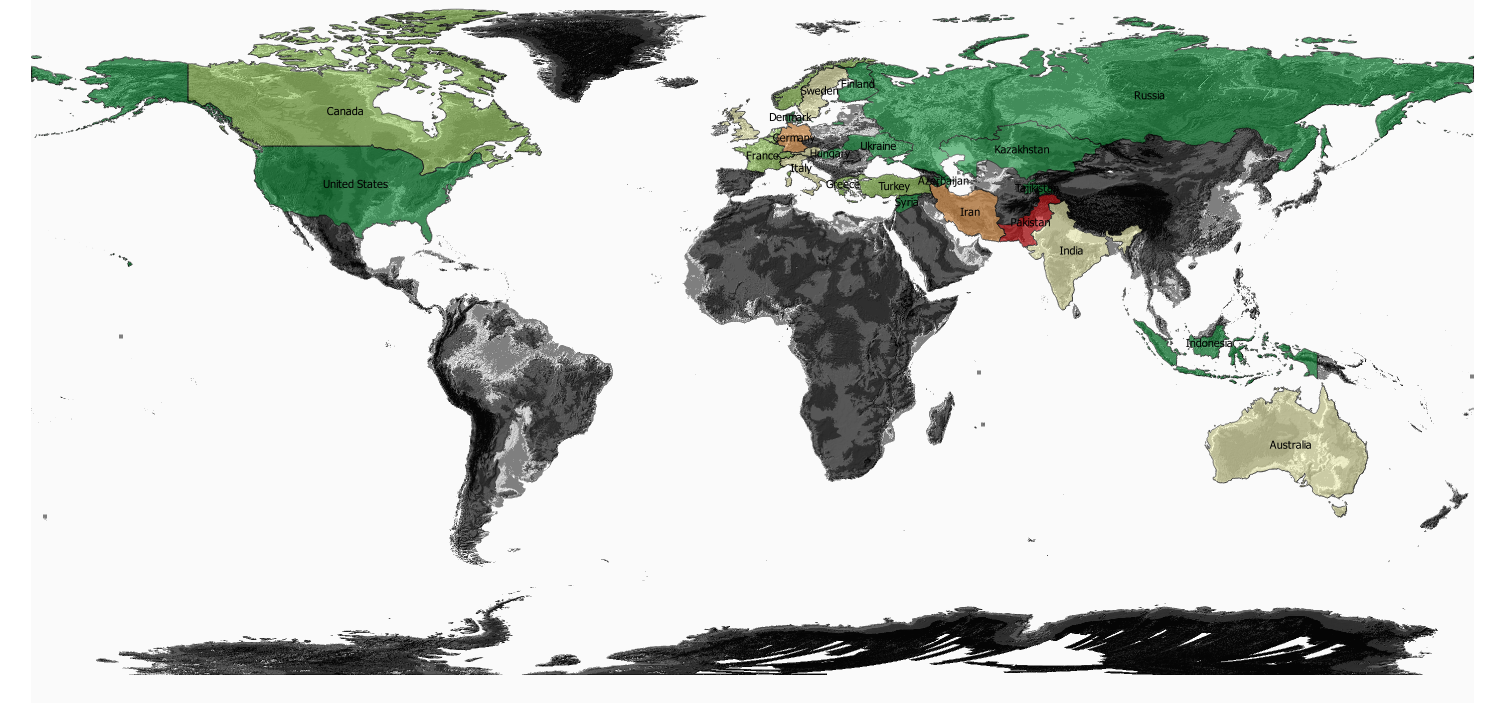 Sweden
Finland
Russia
Canada
Denmark
Germany
Ukraine
Kazakhstan
Hungary
France
Italy
Azerbaijan
United States
Greece
Turkey
Syria
Iran
Pakistan
India
Indonesia
Australia